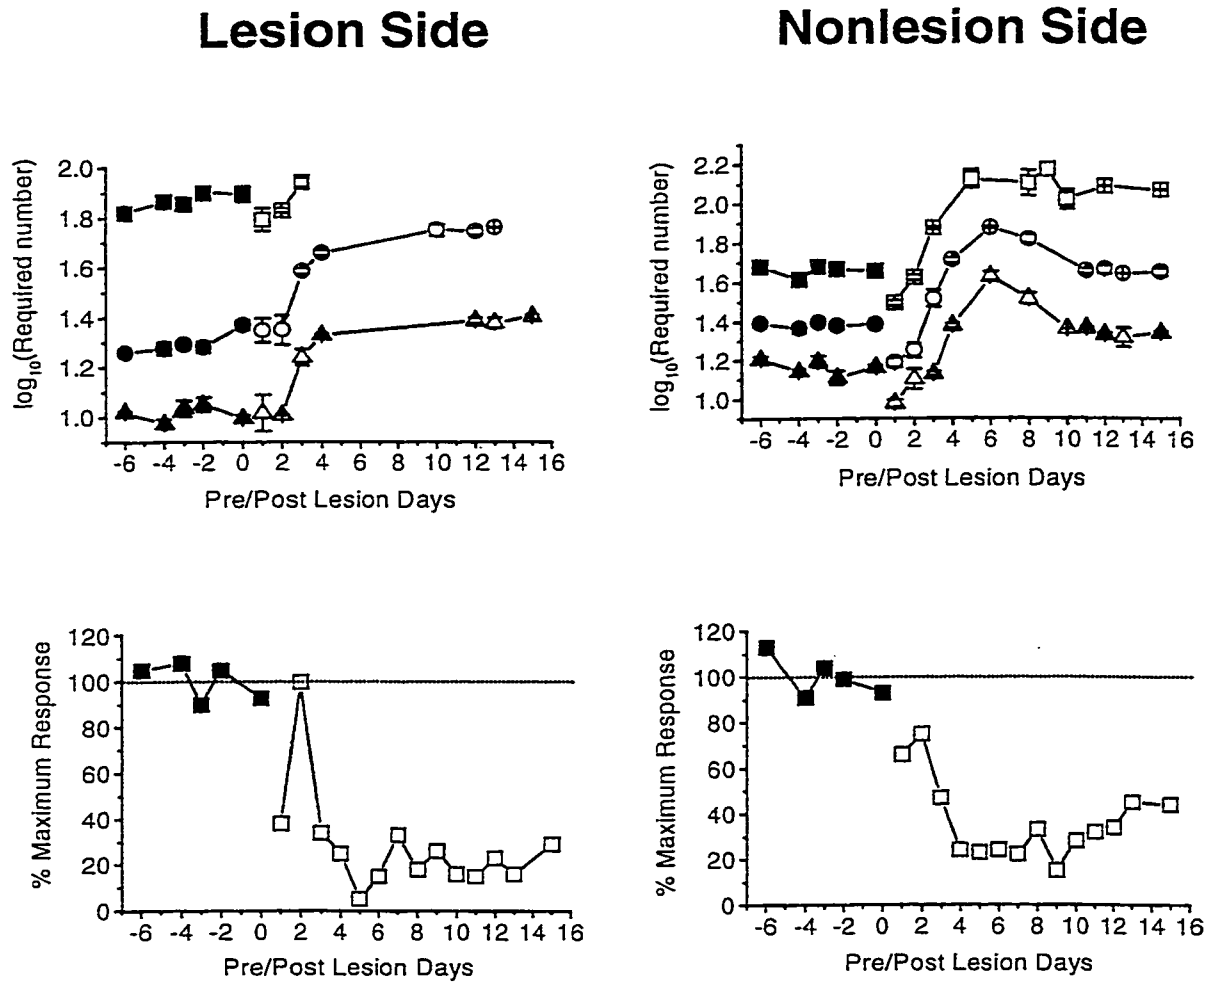 Lesion Side
Nonlesion Side
log10(Required number)
2.0
1.8
1.6
1.4
1.2
1.0
-6 -4 -2 0 2 4 6 8 10 12 14 16
Pre/Post Lesion Days
log10(Required number)
2.2
2.0
1.8
1.6
1.4
1.2
1.0
-6 -4 -2 0 2 4 6 8 10 12 14 16
Pre/Post Lesion Days
% Maximum Response
120
100
80
60
40
20
0
-6 -4 -2 0 2 4 6 8 10 12 14 16
Pre/Post Lesion Days
% Maximum Response
120
100
80
60
40
20
0
-6 -4 -2 0 2 4 6 8 10 12 14 16
Pre/Post Lesion Days